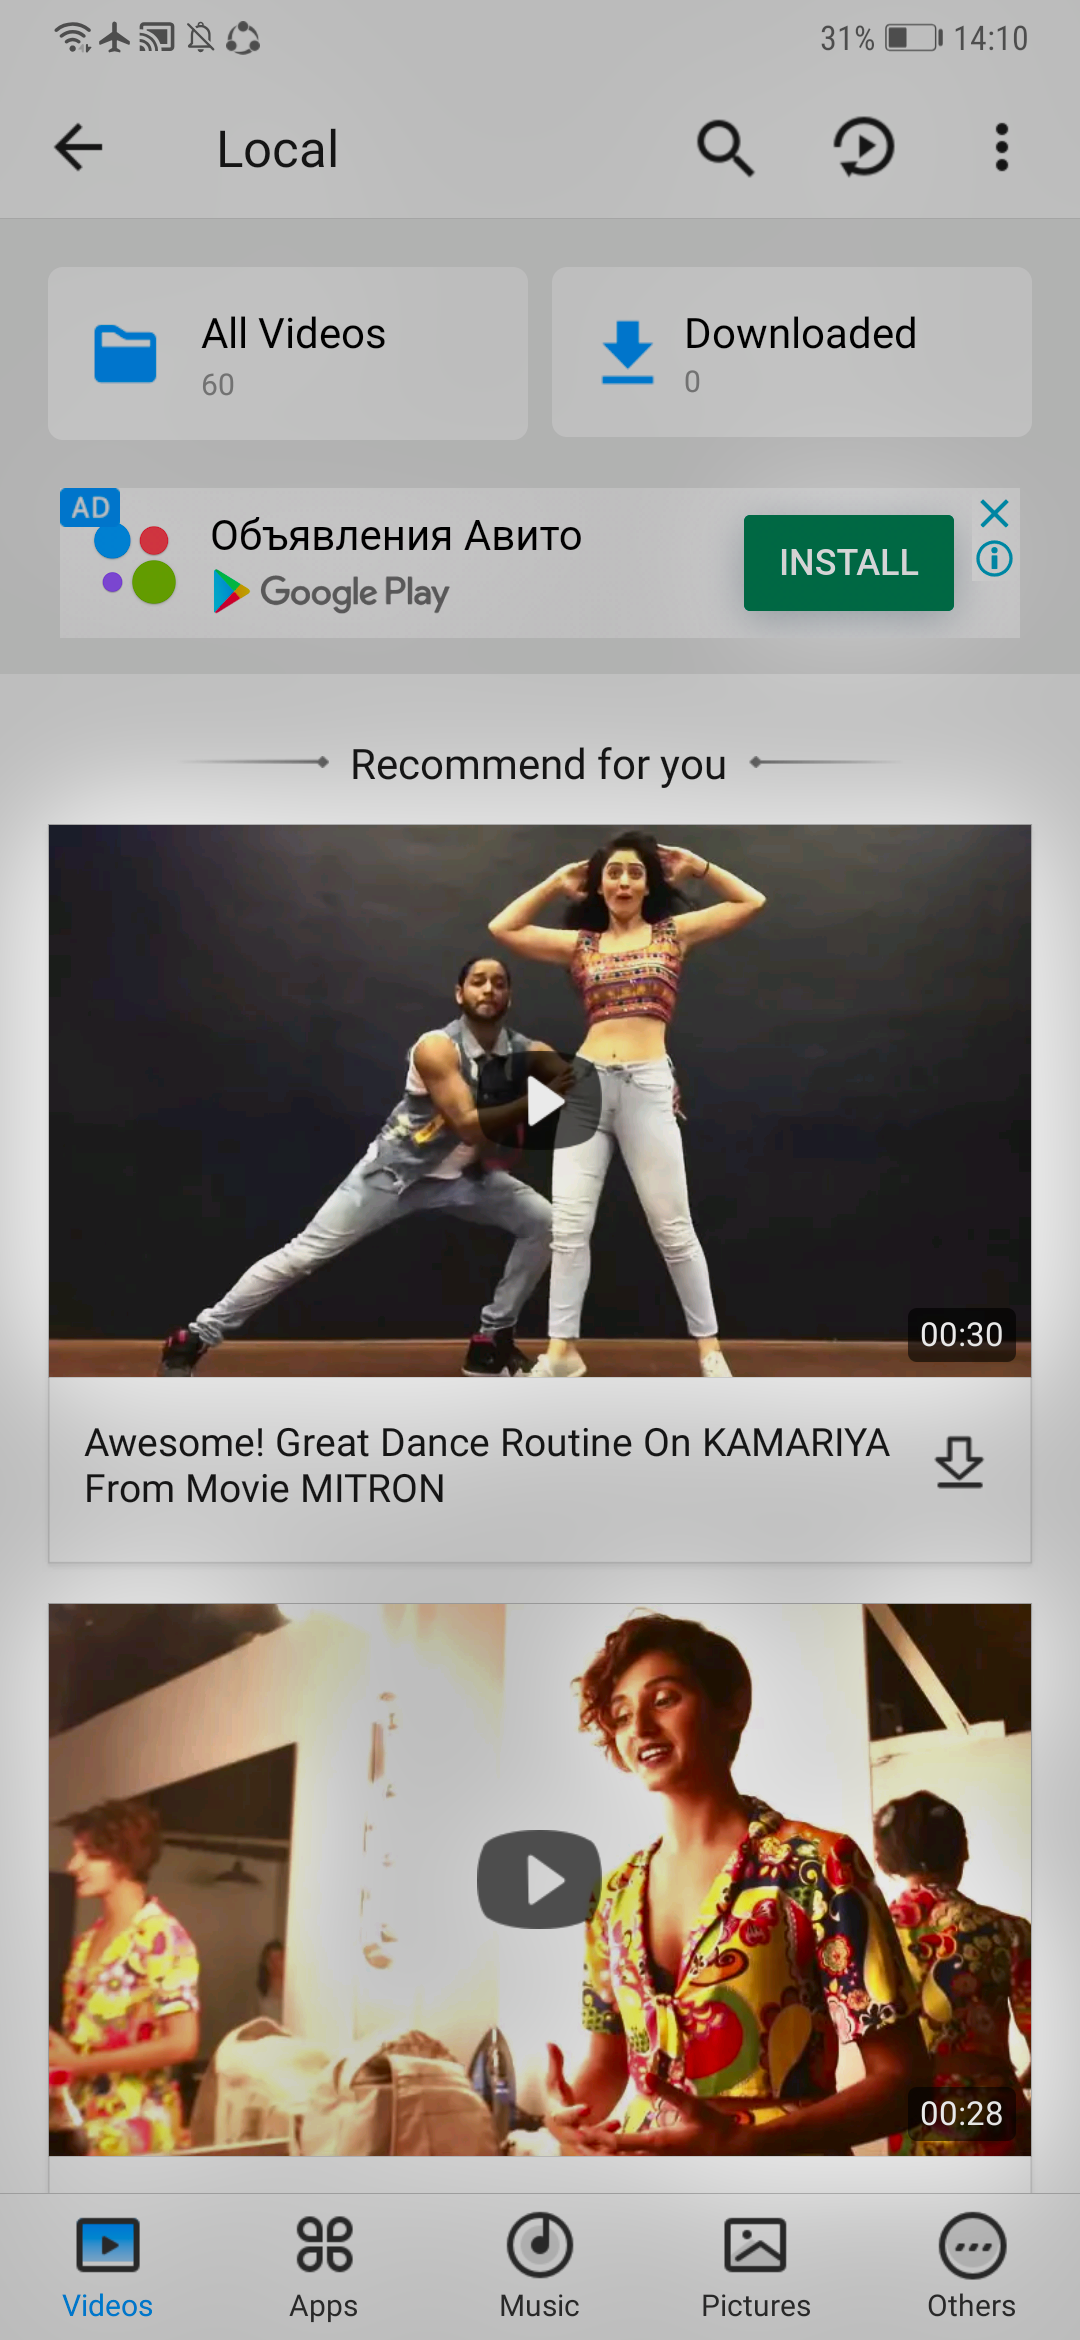 31% 14:10
Local
All Videos
60
Downloaded
0
AD
Объявления Авито
Google Play
INSTALL
Recommend for you
00:30
Awesome! Great Dance Routine On KAMARIYA
From Movie MITRON
00:28
Videos
Apps
Music
Pictures
Others